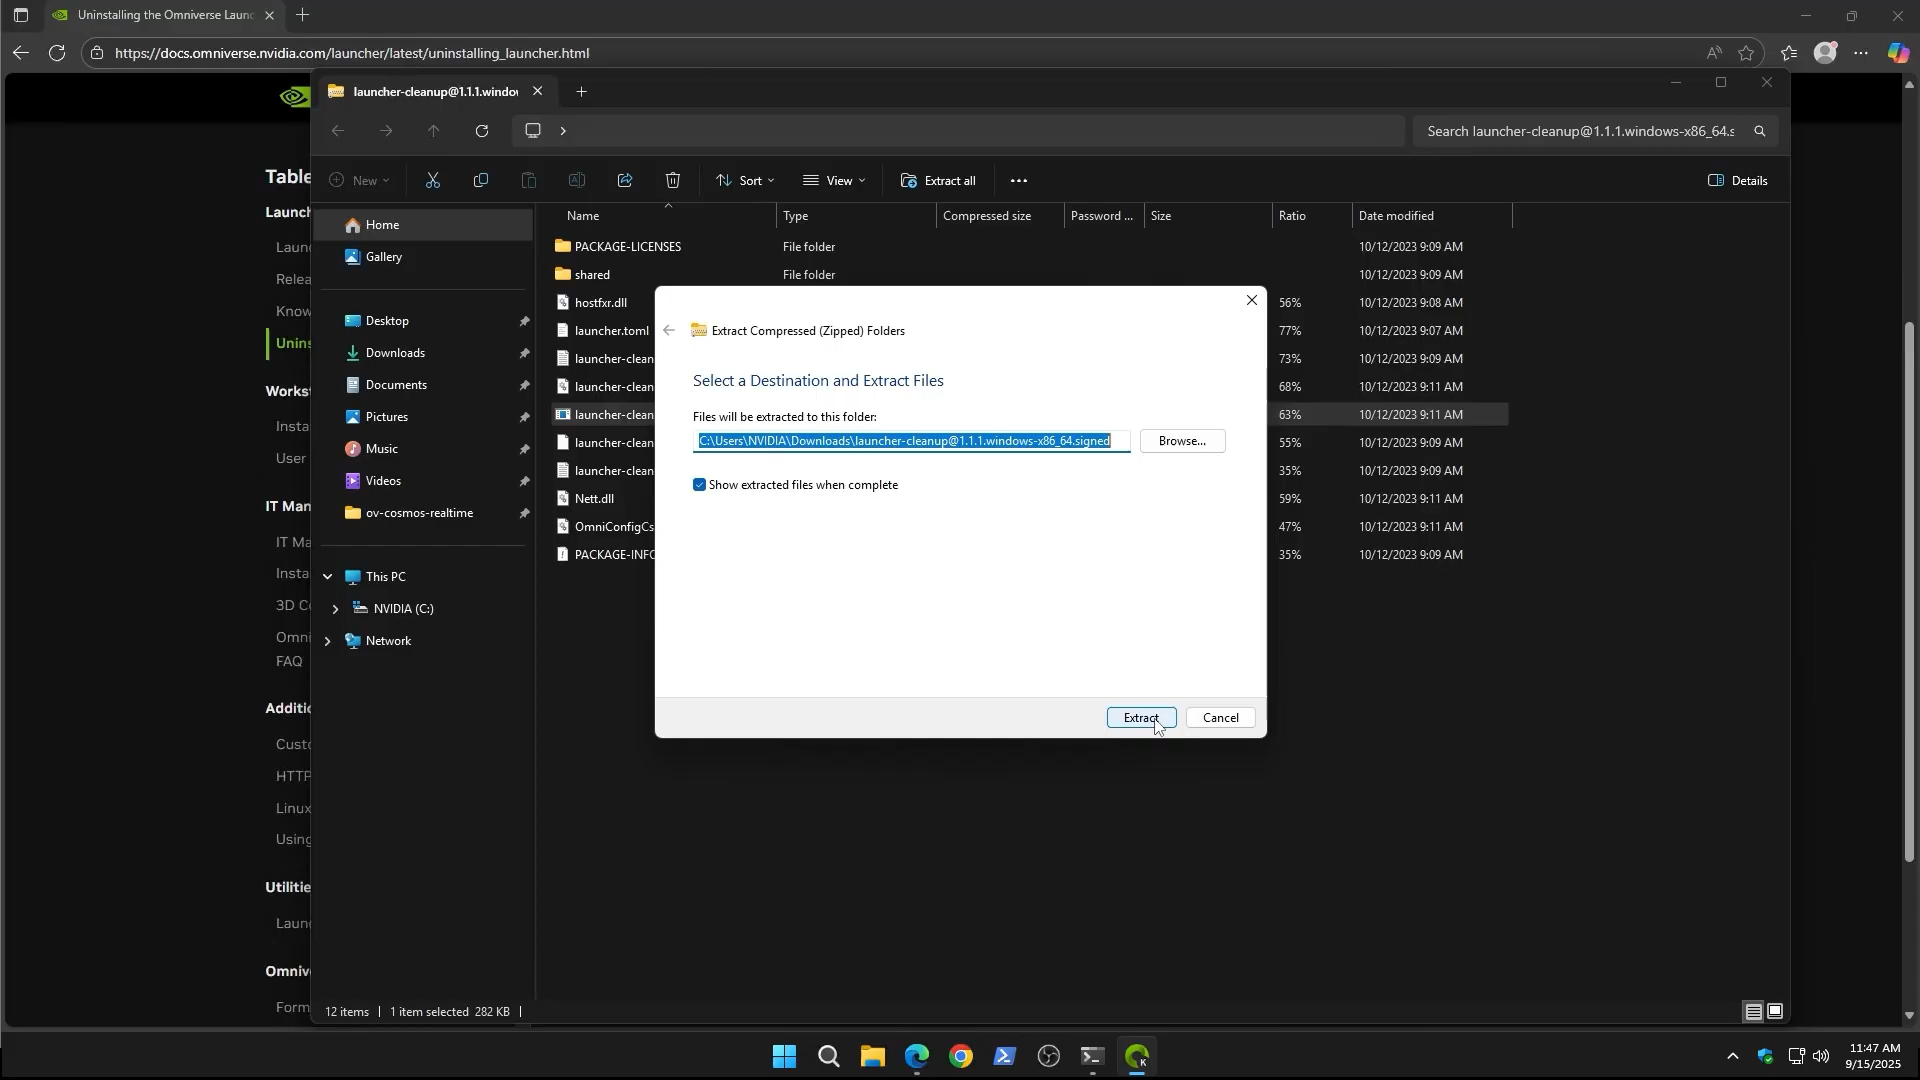 Uninstalling the Omniverse Launc
https://docs.omniverse.nvidia.com/launcher/latest/uninstalling_launcher.html
launcher-cleanup@1.1.1.windo
Search launcher-cleanup@1.1.1.windows-x86_64.s
New
Sort
View
Extract all
Details
Table
Launch
Laun
Relea
Know
Unins
Works
Insta
User
IT Man
IT Ma
Insta
3D Co
Omni
FAQ
Additio
Custo
HTTP
Linux
Using
Utilitie
Laun
Omniv
Form
Home
Gallery
Desktop
Downloads
Documents
Pictures
Music
Videos
ov-cosmos-realtime
This PC
NVIDIA (C:)
Network
Name Type Compressed size Password ... Size Ratio Date modified
PACKAGE-LICENSES File folder 10/12/2023 9:09 AM
shared File folder 10/12/2023 9:09 AM
hostfxr.dll 56% 10/12/2023 9:08 AM
launcher.toml 77% 10/12/2023 9:07 AM
launcher-clean 73% 10/12/2023 9:09 AM
launcher-clean 68% 10/12/2023 9:11 AM
launcher-clean 63% 10/12/2023 9:11 AM
launcher-clean 55% 10/12/2023 9:11 AM
launcher-clean 35% 10/12/2023 9:09 AM
Nett.dll 59% 10/12/2023 9:11 AM
OmniConfigCs 47% 10/12/2023 9:11 AM
PACKAGE-INFO 35% 10/12/2023 9:09 AM
Extract Compressed (Zipped) Folders
Select a Destination and Extract Files
Files will be extracted to this folder:
C:\Users\NVIDIA\Downloads\launcher-cleanup@1.1.1.windows-x86_64.signed
Browse...
Show extracted files when complete
Extract
Cancel
12 items | 1 item selected 282 KB |
11:47 AM
9/15/2025